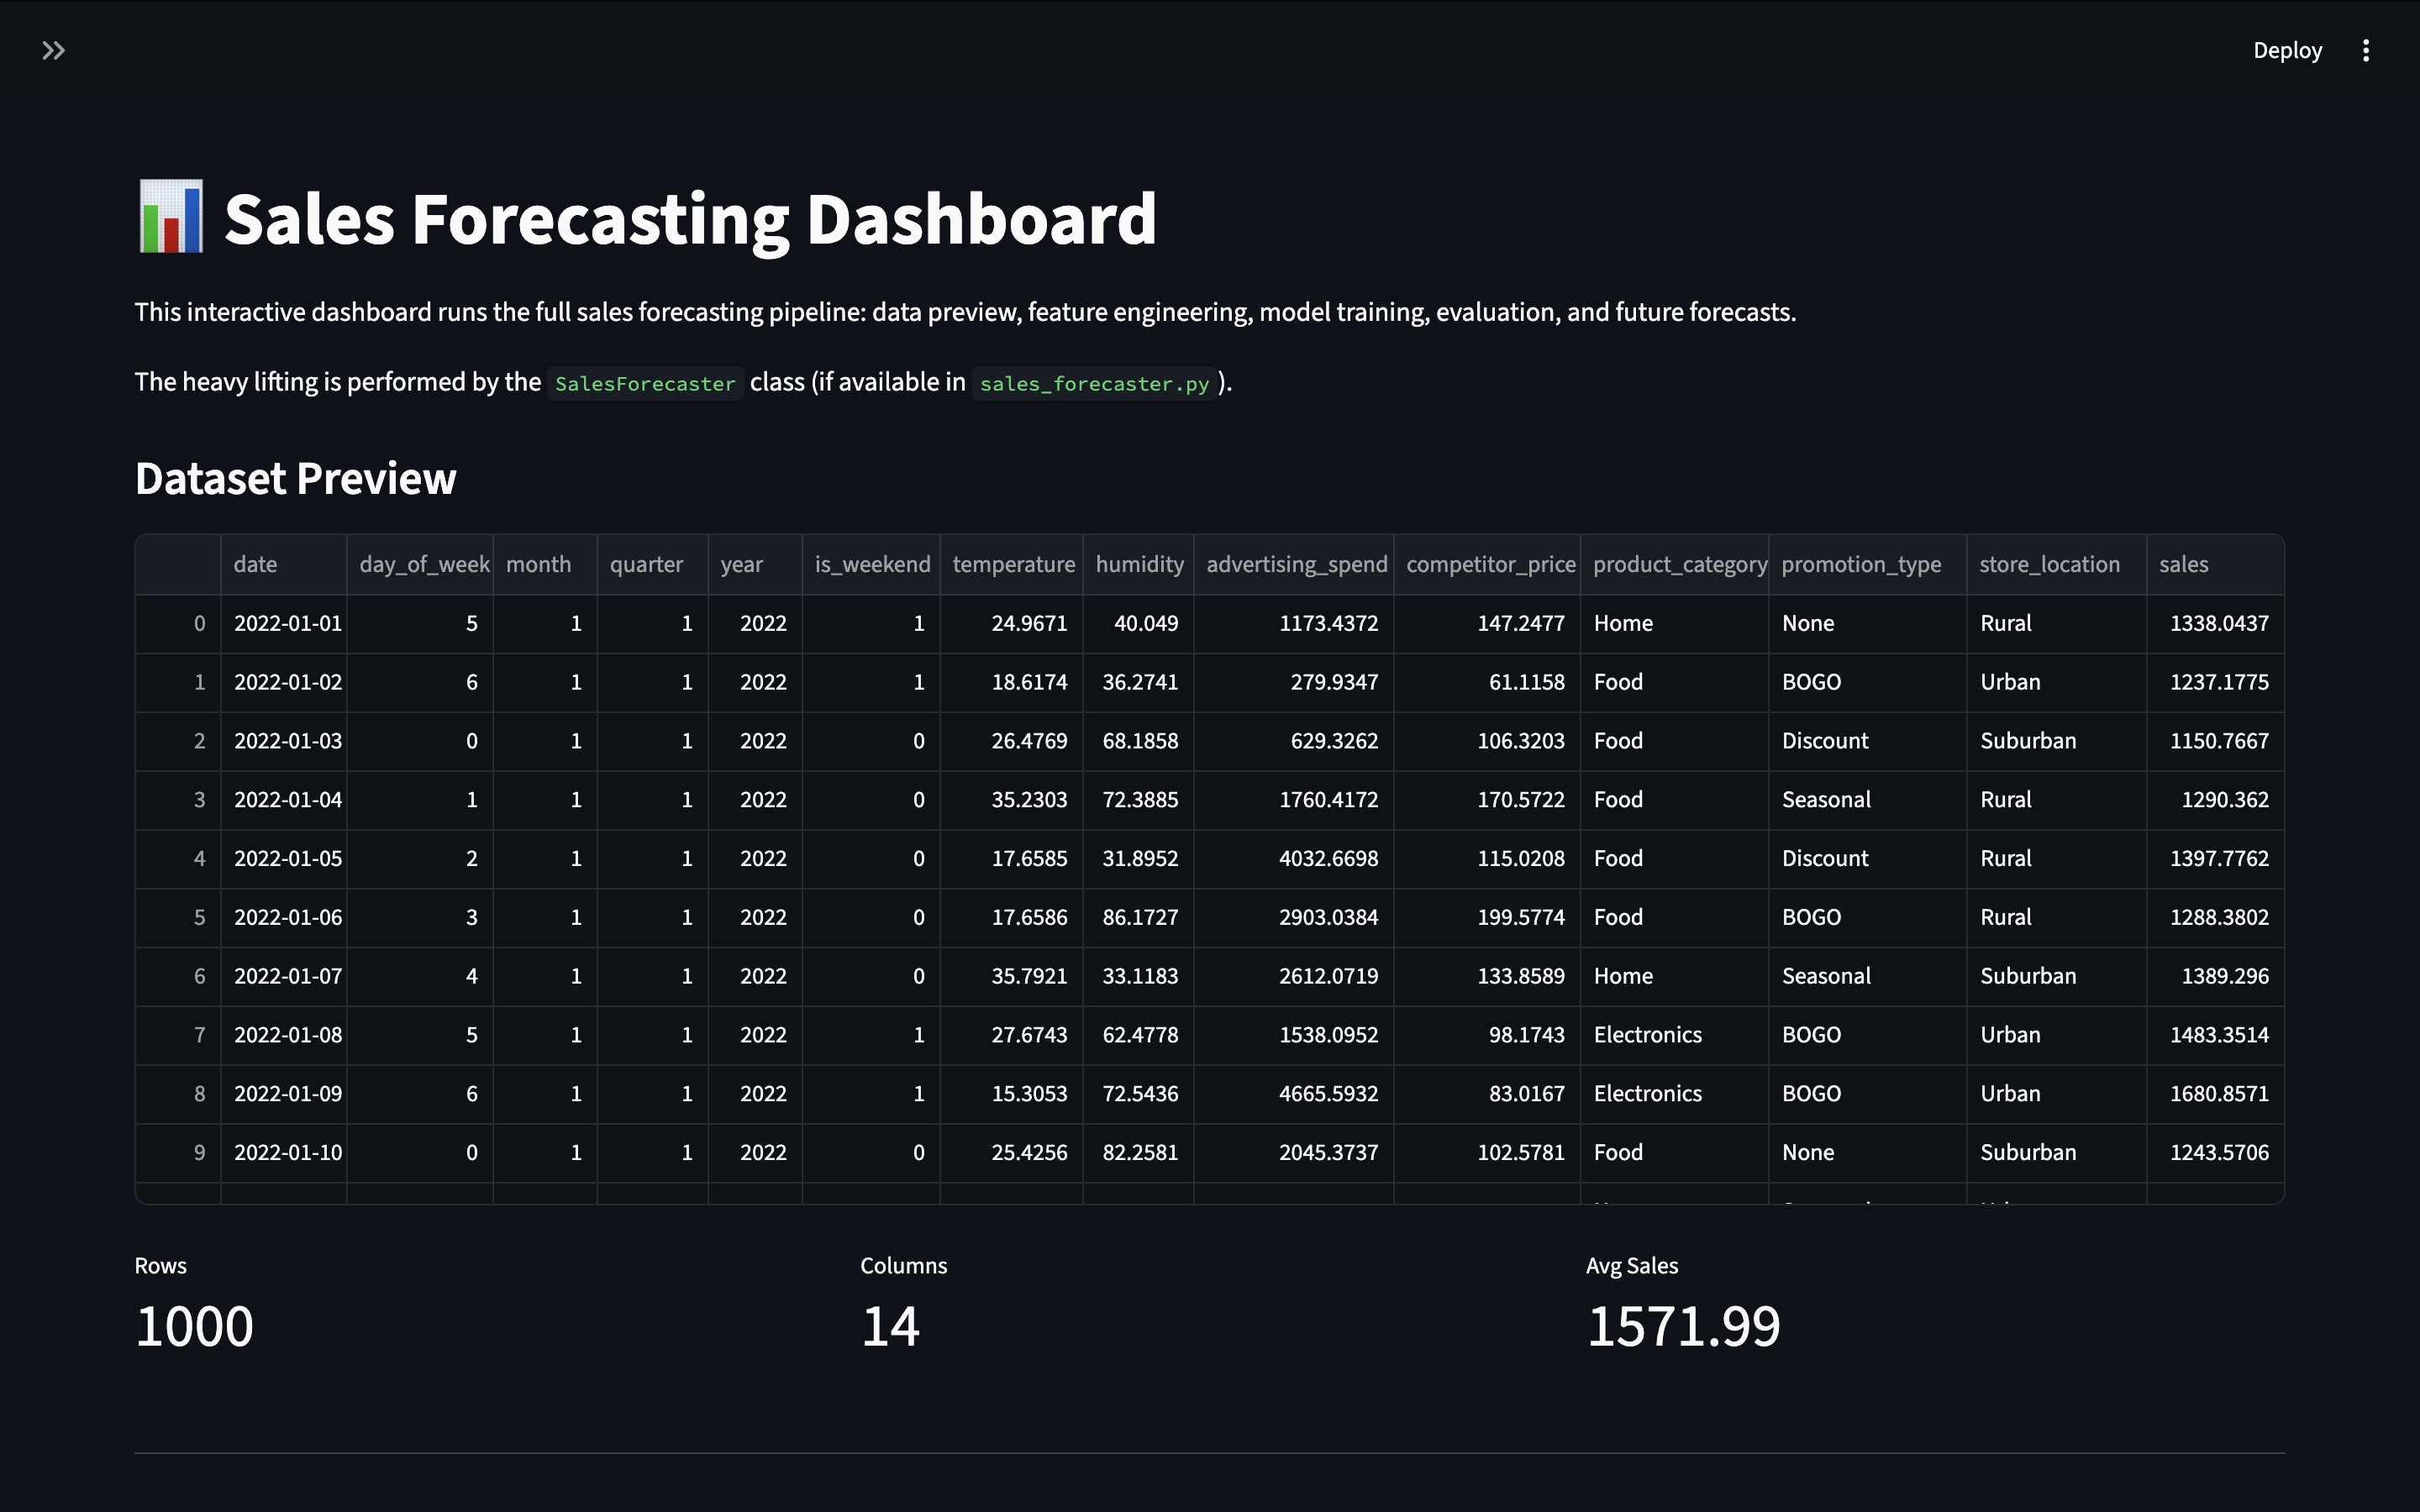 Deploy
Sales Forecasting Dashboard
This interactive dashboard runs the full sales forecasting pipeline: data preview, feature engineering, model training, evaluation, and future forecasts.
The heavy lifting is performed by the SalesForecaster class (if available in sales_forecaster.py).
Dataset Preview
date day_of_week month quarter year is_weekend temperature humidity advertising_spend competitor_price product_category promotion_type store_location sales
0 2022-01-01 5 1 1 2022 1 24.9671 40.049 1173.4372 147.2477 Home None Rural 1338.0437
1 2022-01-02 6 1 1 2022 1 18.6174 36.2741 279.9347 61.1158 Food BOGO Urban 1237.1775
2 2022-01-03 0 1 1 2022 0 26.4769 68.1858 629.3262 106.3203 Food Discount Suburban 1150.7667
3 2022-01-04 1 1 1 2022 0 35.2303 72.3885 1760.4172 170.5722 Food Seasonal Rural 1290.362
4 2022-01-05 2 1 1 2022 0 17.6585 31.8952 4032.6698 115.0208 Food Discount Rural 1397.7762
5 2022-01-06 3 1 1 2022 0 17.6586 86.1727 2903.0384 199.5774 Food BOGO Rural 1288.3802
6 2022-01-07 4 1 1 2022 0 35.7921 33.1183 2612.0719 133.8589 Home Seasonal Suburban 1389.296
7 2022-01-08 5 1 1 2022 1 27.6743 62.4778 1538.0952 98.1743 Electronics BOGO Urban 1483.3514
8 2022-01-09 6 1 1 2022 1 15.3053 72.5436 4665.5932 83.0167 Electronics BOGO Urban 1680.8571
9 2022-01-10 0 1 1 2022 0 25.4256 82.2581 2045.3737 102.5781 Food None Suburban 1243.5706
Rows Columns Avg Sales
1000 14 1571.99